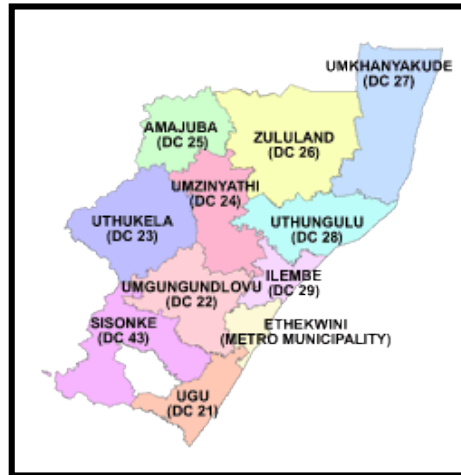 UMKHANYAKUDE
(DC 27)
AMAJUBA
(DC 25)
ZULULAND
(DC 26)
UMZINYATHI
(DC 24)
UTHUKELA
(DC 23)
UTHUNGULU
(DC 28)
ILEMBE
(DC 29)
UMGUNGUNDLOVU
(DC 22)
SISONKE
(DC 43)
ETHEKWINI
(METRO MUNICIPALITY)
UGU
(DC 21)